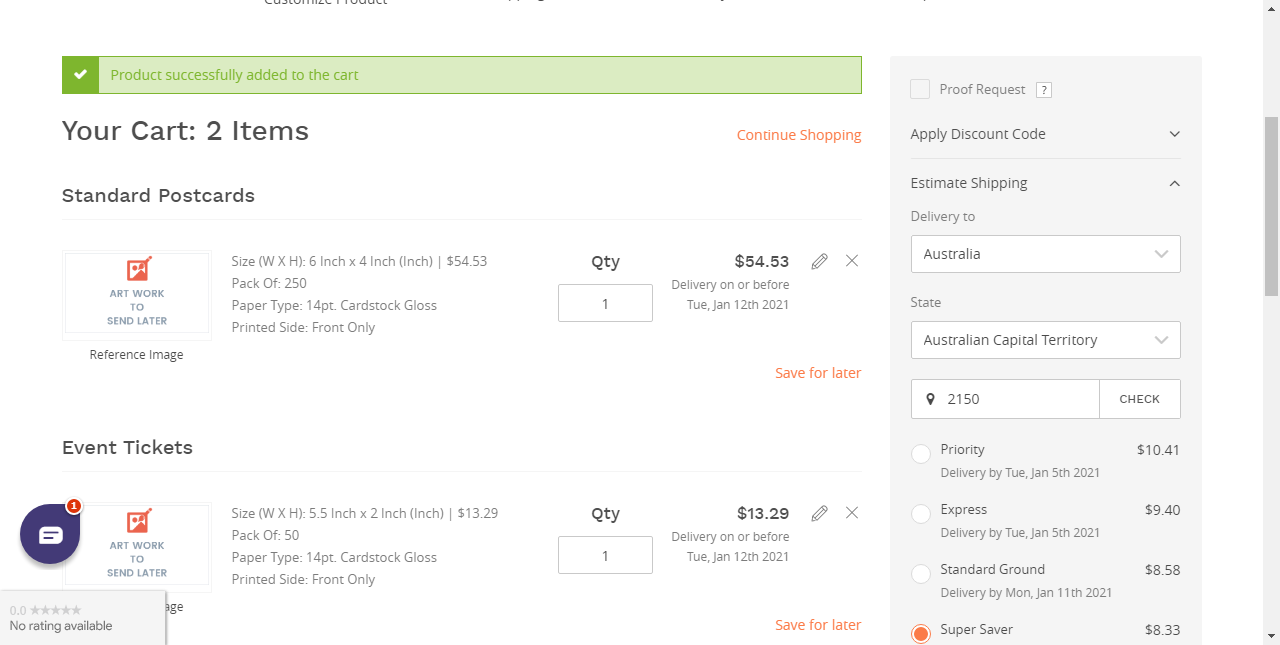 Customize Product
Product successfully added to the cart
Your Cart: 2 Items
Continue Shopping
Standard Postcards
ART WORK
TO
SEND LATER
Reference Image
Size (W X H): 6 Inch x 4 Inch (Inch) | $54.53
Pack Of: 250
Paper Type: 14pt. Cardstock Gloss
Printed Side: Front Only
Qty
1
$54.53
Delivery on or before
Tue, Jan 12th 2021
Save for later
Event Tickets
ART WORK
TO
SEND LATER
age
Size (W X H): 5.5 Inch x 2 Inch (Inch) | $13.29
Pack Of: 50
Paper Type: 14pt. Cardstock Gloss
Printed Side: Front Only
Qty
1
$13.29
Delivery on or before
Tue, Jan 12th 2021
Save for later
1
0.0 ★★★★★
No rating available
Proof Request ?
Apply Discount Code
Estimate Shipping
Delivery to
Australia
State
Australian Capital Territory
2150 CHECK
Priority $10.41
Delivery by Tue, Jan 5th 2021
Express $9.40
Delivery by Tue, Jan 5th 2021
Standard Ground $8.58
Delivery by Mon, Jan 11th 2021
Super Saver $8.33